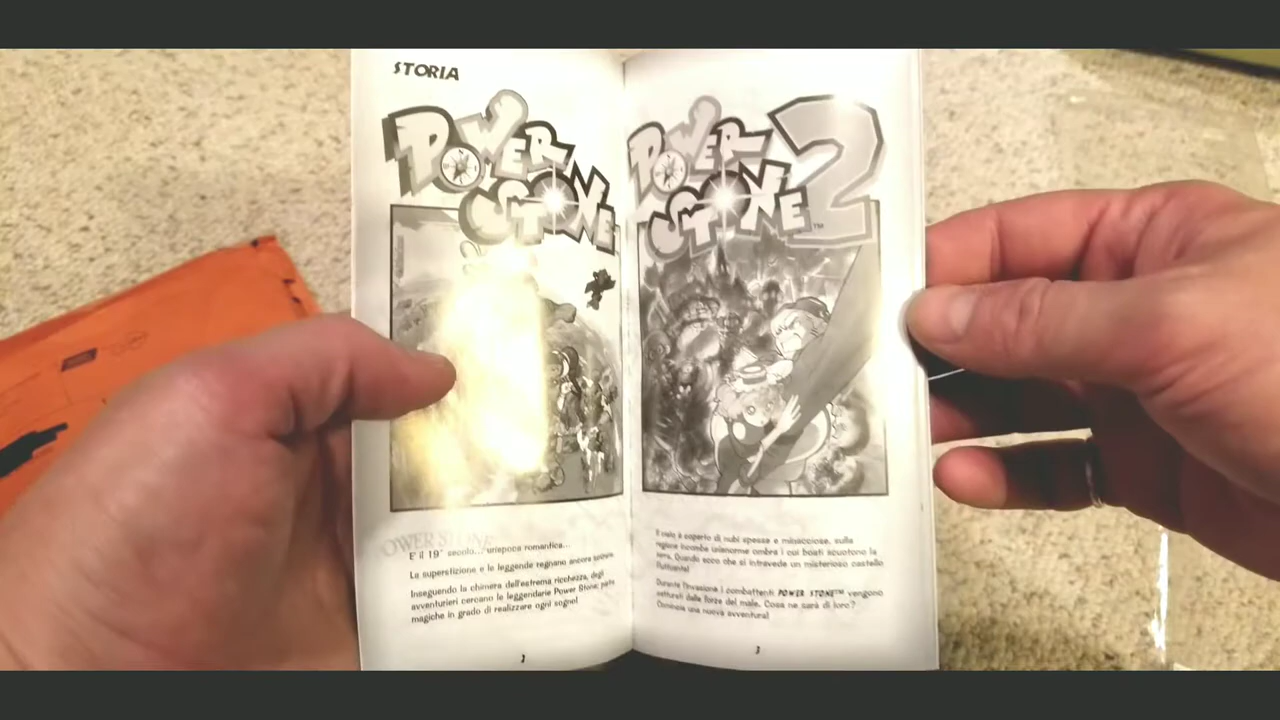 STORIA
POWER
STONE
E' il 19° secolo... un'epoca romantica...
La superstizione e le leggende regnano ancora sovrane.
Inseguendo la chimera dell'estrema ricchezza, degli
avventurieri cercano le leggendarie Power Stone: pietre
magiche in grado di realizzare ogni sogno!
POWER STONE
POWER
STONE 2™
Il cielo è coperto di nubi spesse e minacciose, sulla
regione incombe un'enorme ombra i cui boati scuotono la
terra. Quando ecco che si intravede un misterioso castello
fluttuante!
Durante l'invasione i combattenti POWER STONE™ vengono
catturati dalle forze del male. Cosa ne sarà di loro?
Comincia una nuova avventura!
3